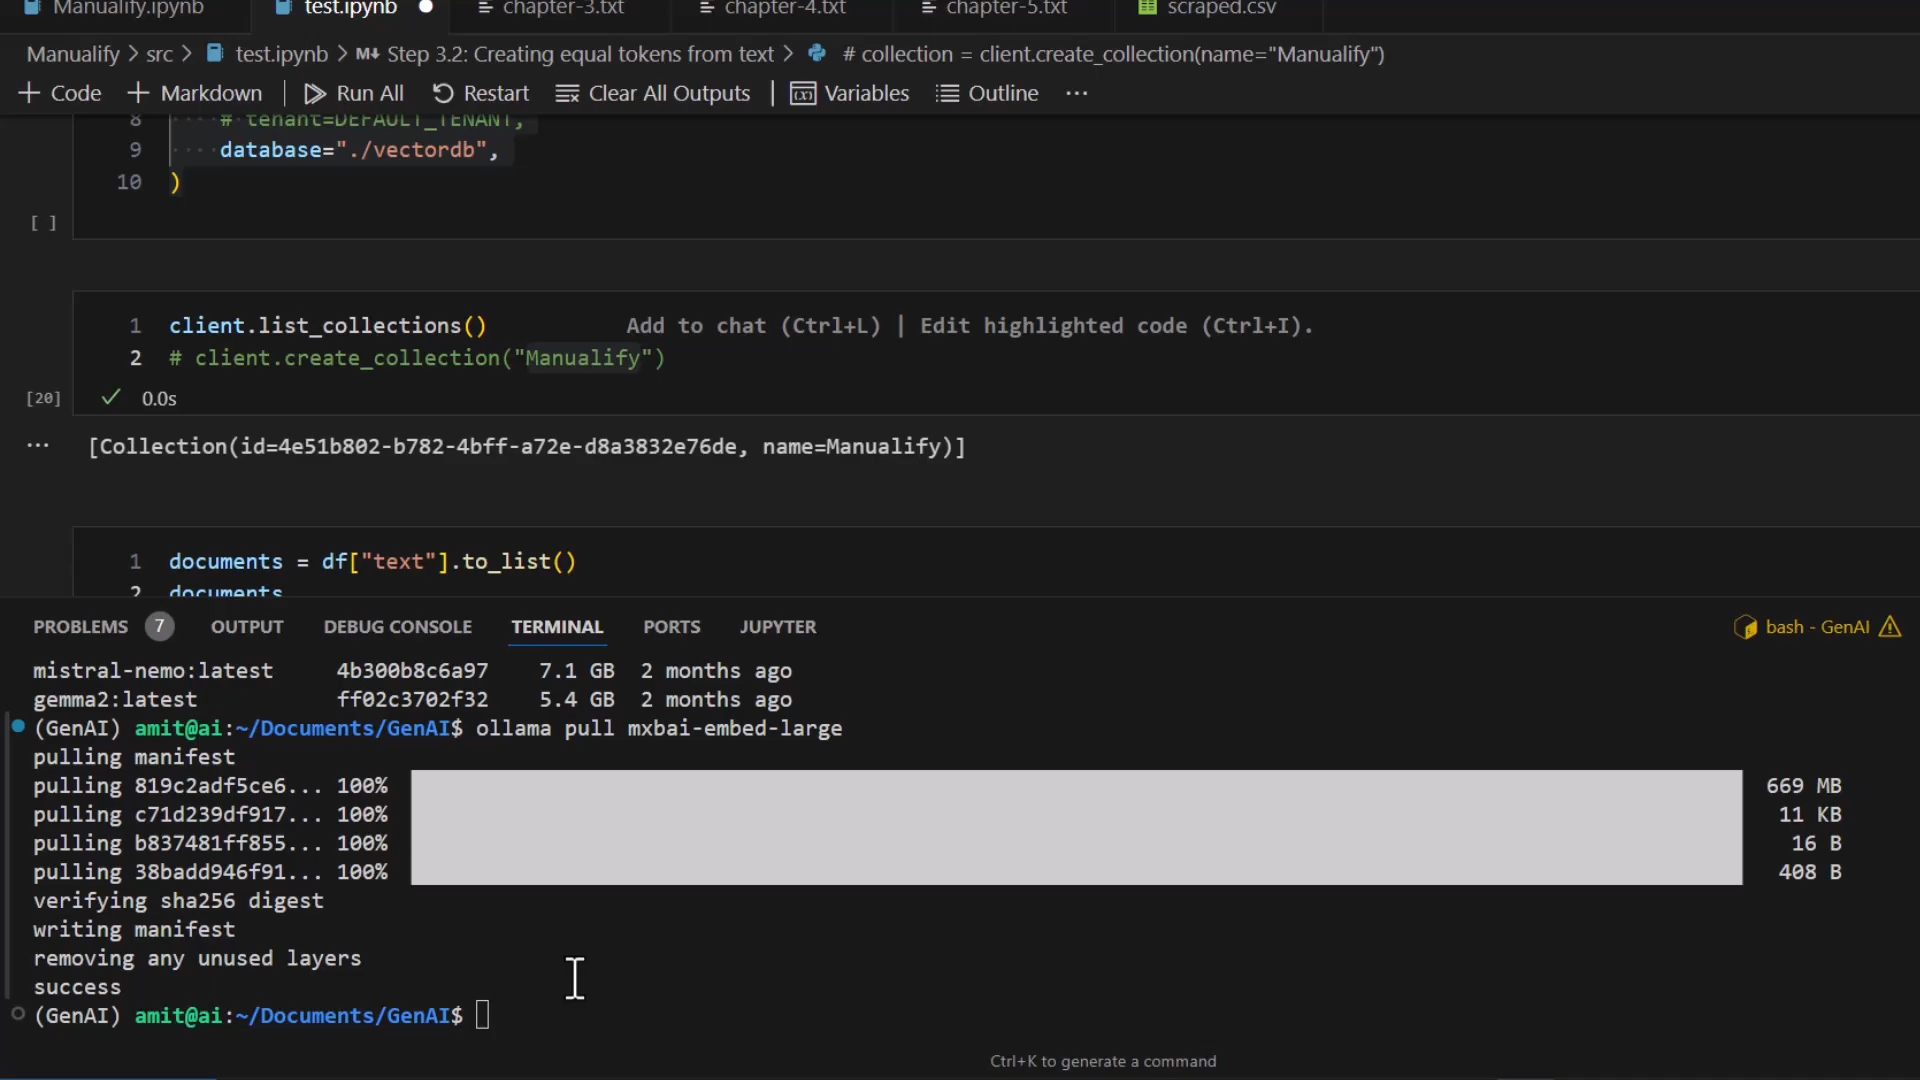 Manualify.ipynb test.ipynb chapter-3.txt chapter-4.txt chapter-5.txt scraped.csv
Manualify > src > test.ipynb > M↓ Step 3.2: Creating equal tokens from text > # collection = client.create_collection(name="Manualify")
+ Code + Markdown | Run All Restart Clear All Outputs | Variables Outline ...
8 # tenant=DEFAULT_TENANT,
9 database="./vectordb",
10 )
[ ]
1 client.list_collections() Add to chat (Ctrl+L) | Edit highlighted code (Ctrl+I).
2 # client.create_collection("Manualify")
[20] ✓ 0.0s
... [Collection(id=4e51b802-b782-4bff-a72e-d8a3832e76de, name=Manualify)]
1 documents = df["text"].to_list()
2 documents
PROBLEMS 7 OUTPUT DEBUG CONSOLE TERMINAL PORTS JUPYTER bash - GenAI
mistral-nemo:latest 4b300b8c6a97 7.1 GB 2 months ago
gemma2:latest ff02c3702f32 5.4 GB 2 months ago
(GenAI) amit@ai:~/Documents/GenAI$ ollama pull mxbai-embed-large
pulling manifest
pulling 819c2adf5ce6... 100% 669 MB
pulling c71d239df917... 100% 11 KB
pulling b837481ff855... 100% 16 B
pulling 38badd946f91... 100% 408 B
verifying sha256 digest
writing manifest
removing any unused layers
success
(GenAI) amit@ai:~/Documents/GenAI$
Ctrl+K to generate a command